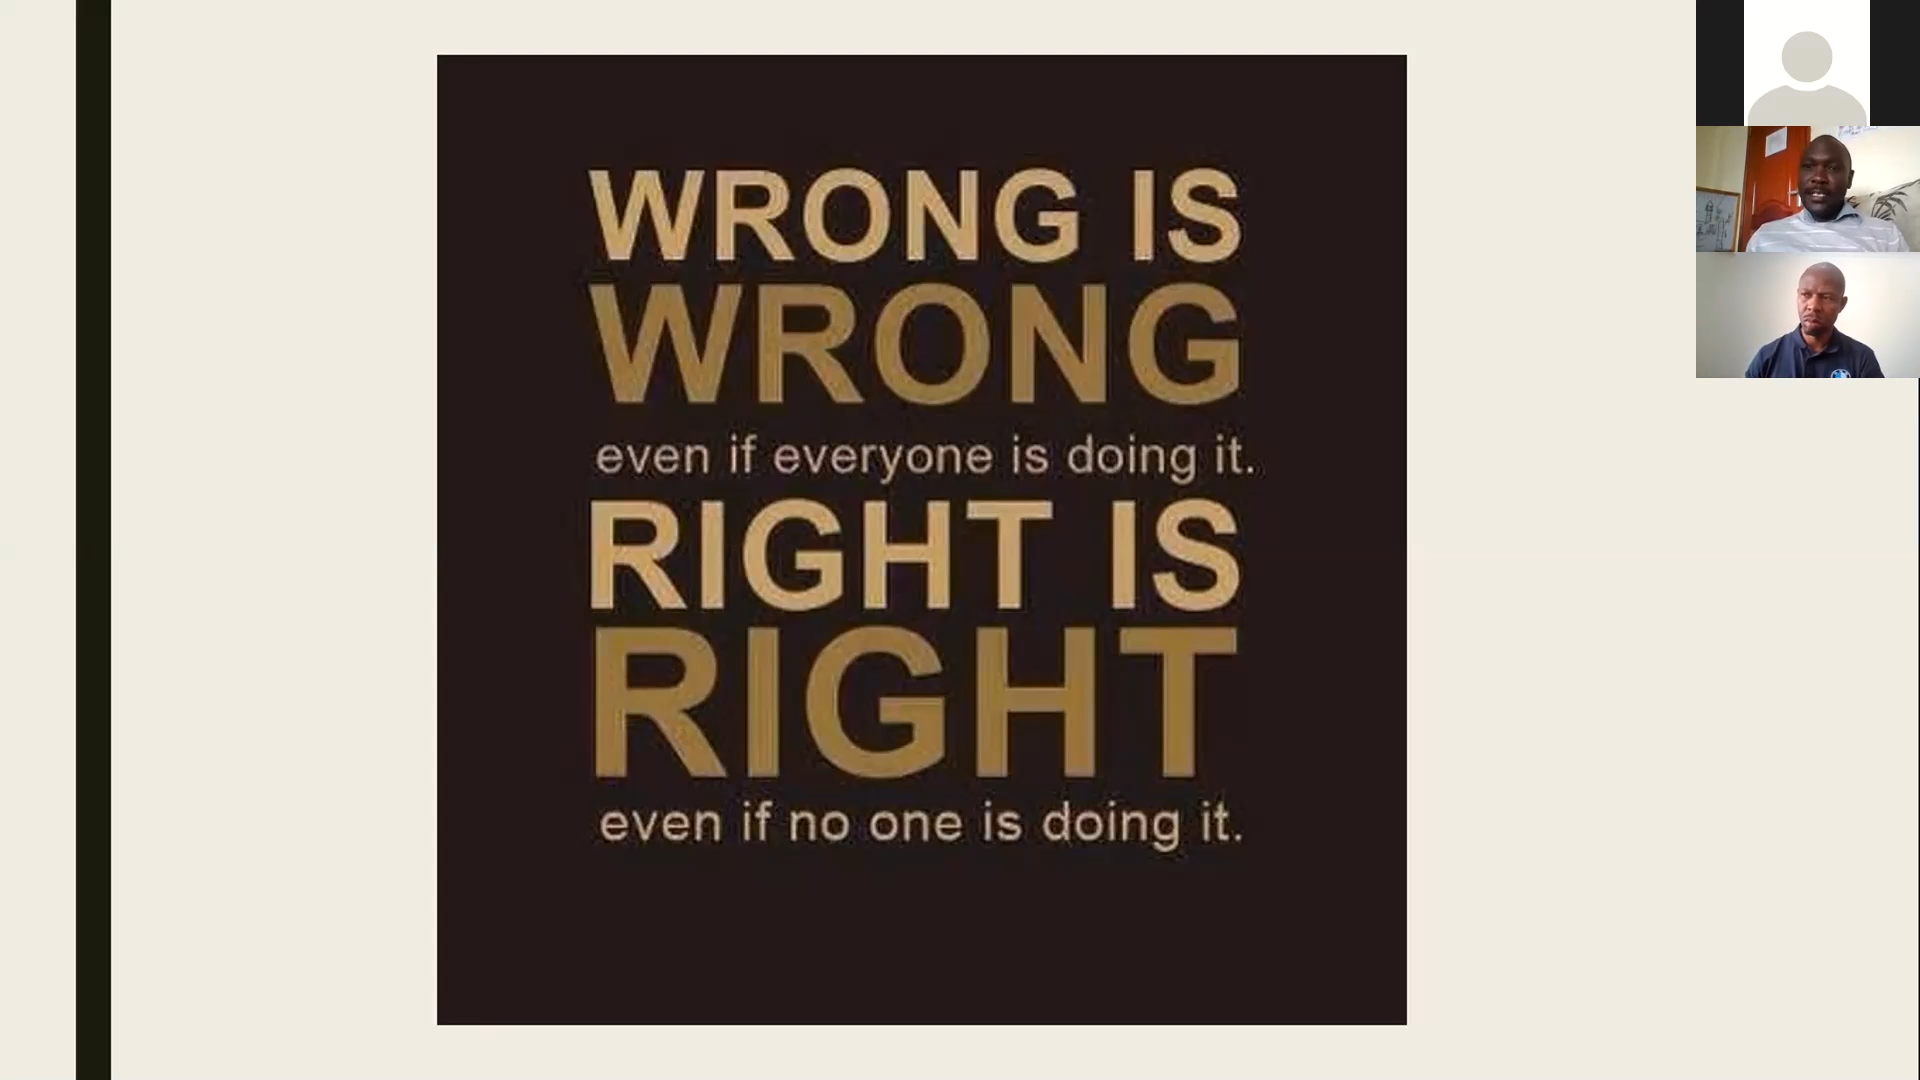 WRONG IS
WRONG
even if everyone is doing it.
RIGHT IS
RIGHT
even if no one is doing it.